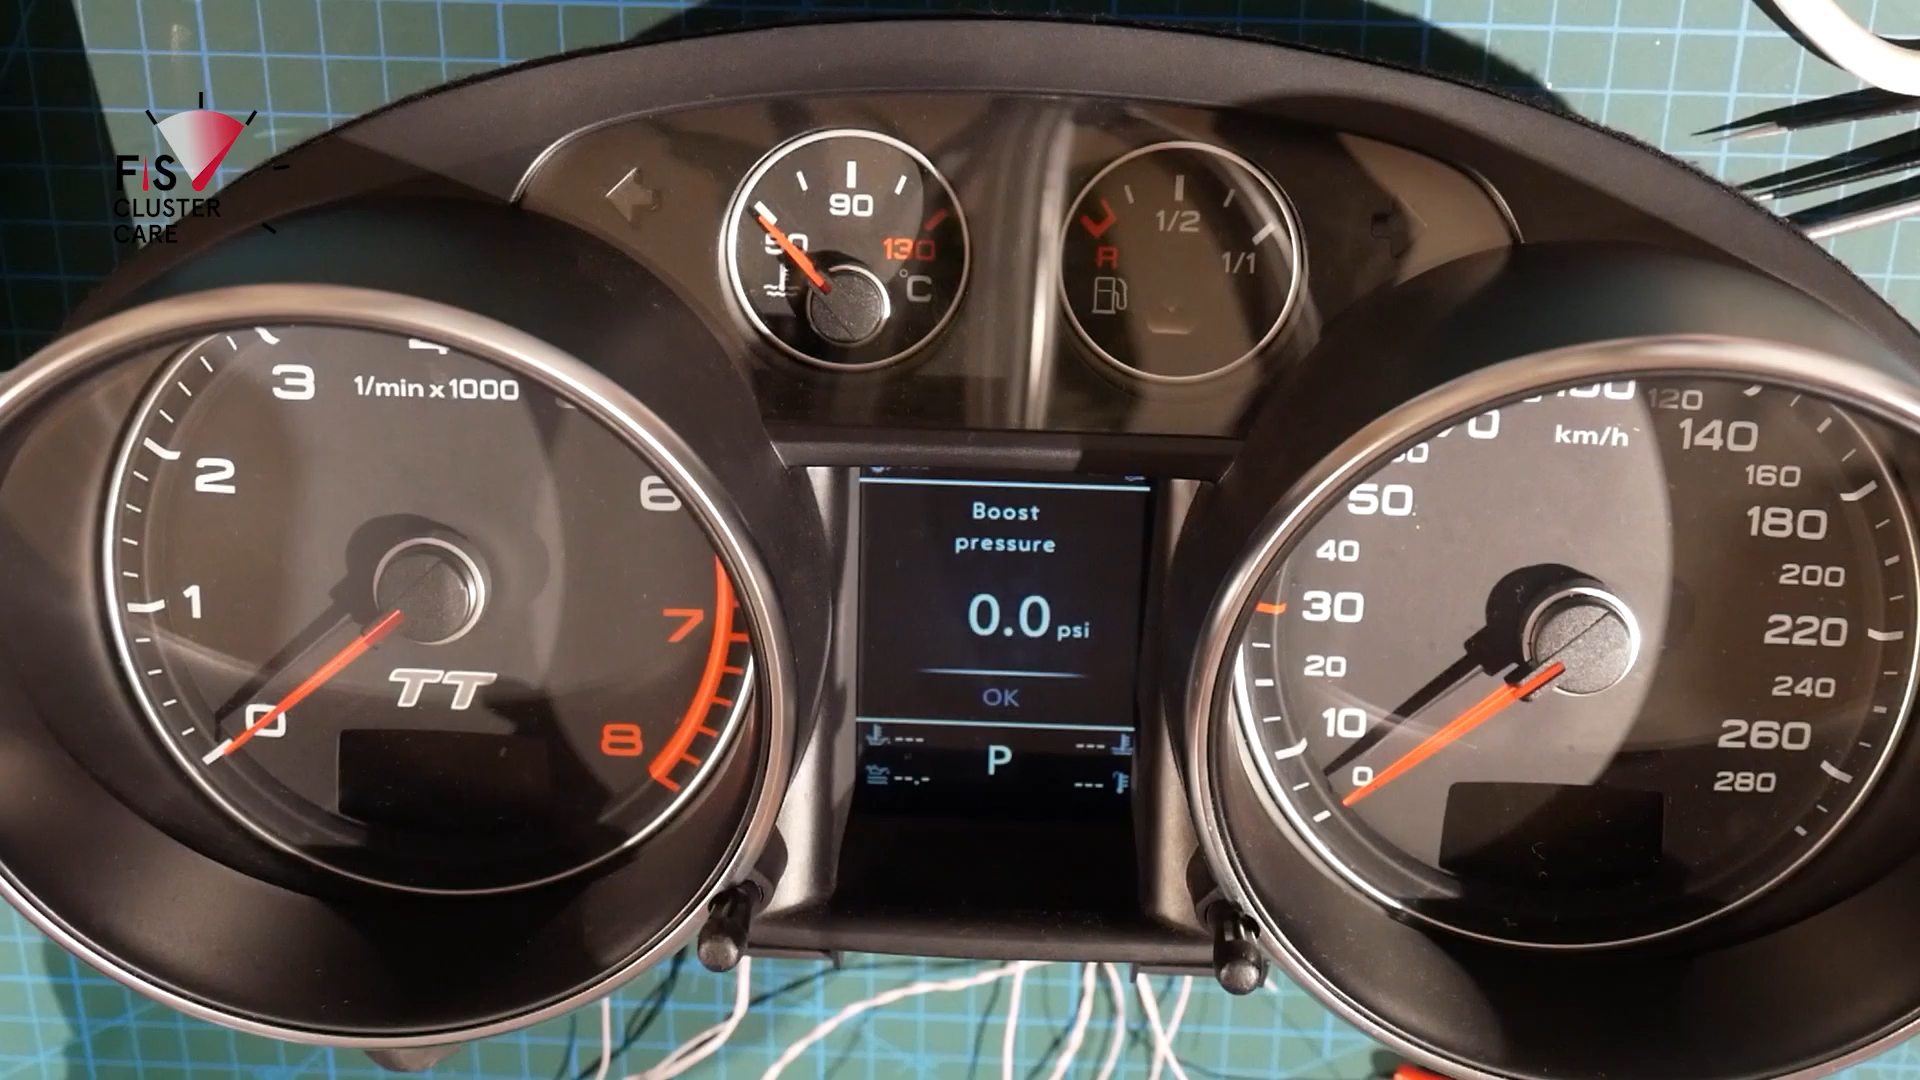 FIS
CLUSTER
CARE
50
90
130
°C
R
1/2
1/1
1/min x 1000
0
1
2
3
6
7
8
TT
Boost
pressure
0.0 psi
OK
---
---
P
--.-
---
km/h
0
10
20
30
40
50
120
140
160
180
200
220
240
260
280